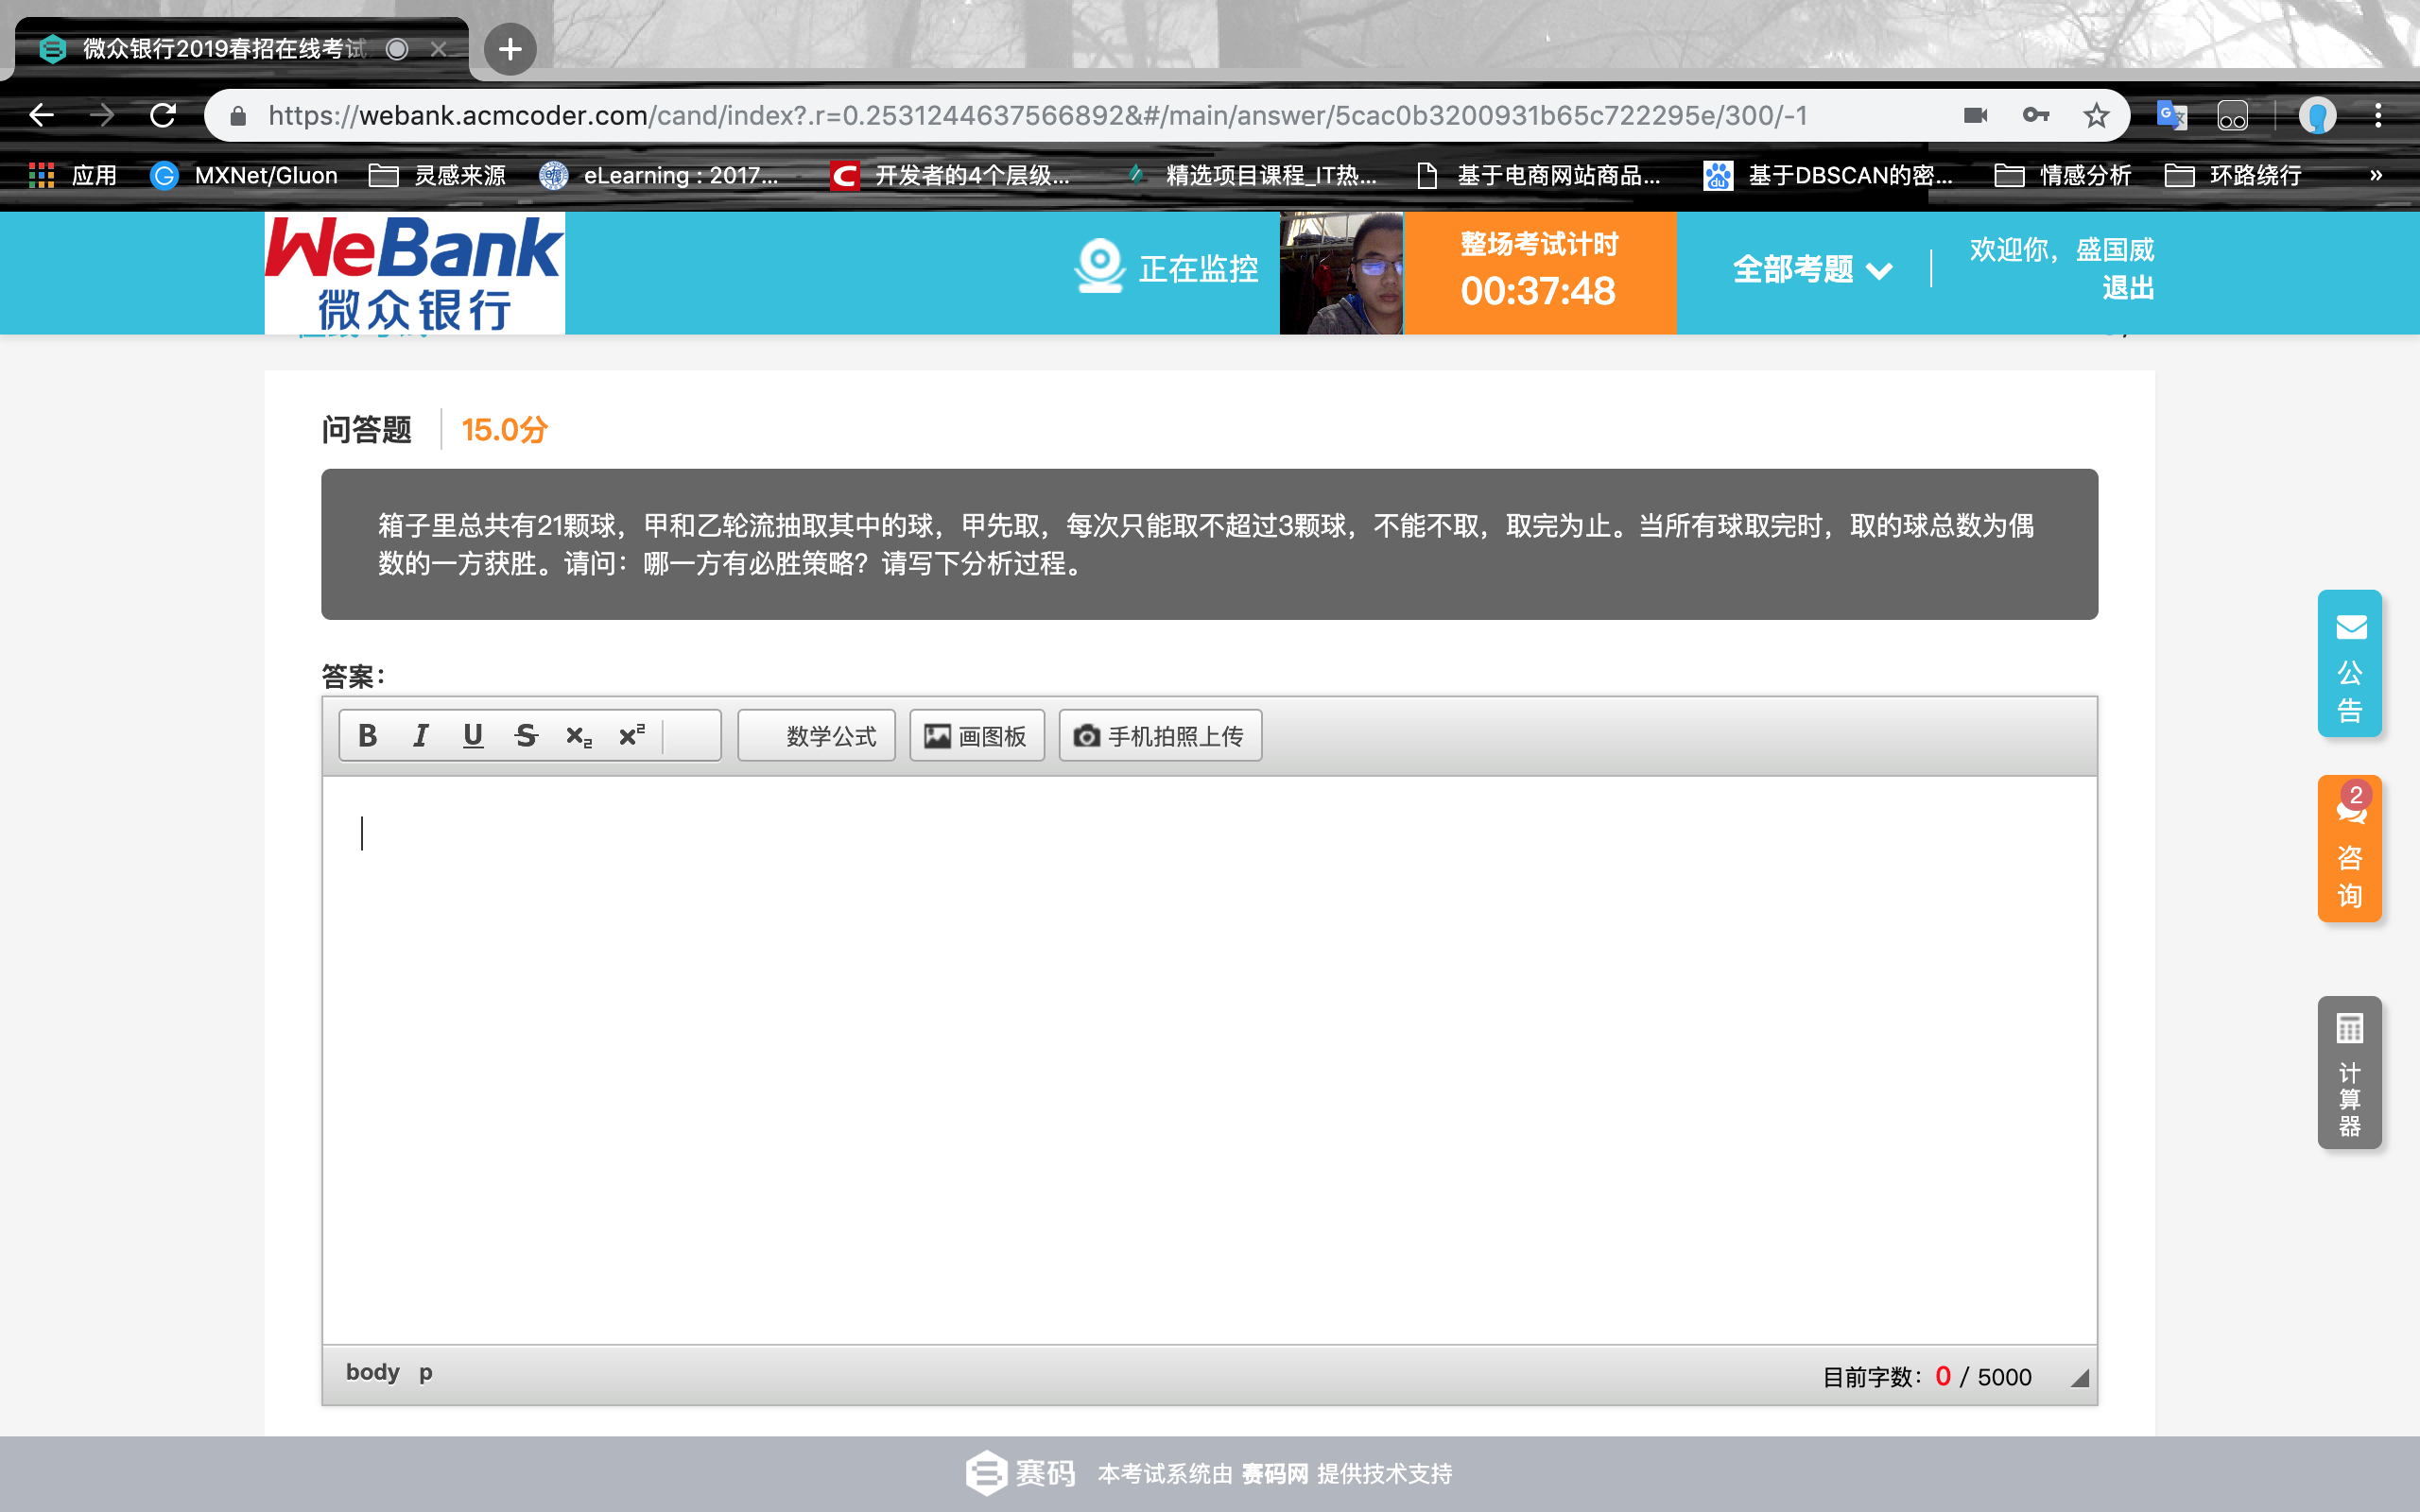 微众银行2019春招在线考试
https://webank.acmcoder.com/cand/index?.r=0.2531244637566892&#/main/answer/5cac0b3200931b65c722295e/300/-1
应用 MXNet/Gluon 灵感来源 eLearning : 2017... 开发者的4个层级... 精选项目课程_IT热... 基于电商网站商品... 基于DBSCAN的密... 情感分析 环路绕行 »
WeBank
微众银行
正在监控
整场考试计时
00:37:48
全部考题
欢迎你，盛国威
退出
问答题 15.0分
箱子里总共有21颗球，甲和乙轮流抽取其中的球，甲先取，每次只能取不超过3颗球，不能不取，取完为止。当所有球取完时，取的球总数为偶
数的一方获胜。请问：哪一方有必胜策略？请写下分析过程。
答案：
B I U S x₂ x² 数学公式 画图板 手机拍照上传
body p
目前字数：0 / 5000
公告
2
咨询
计算器
赛码 本考试系统由 赛码网 提供技术支持